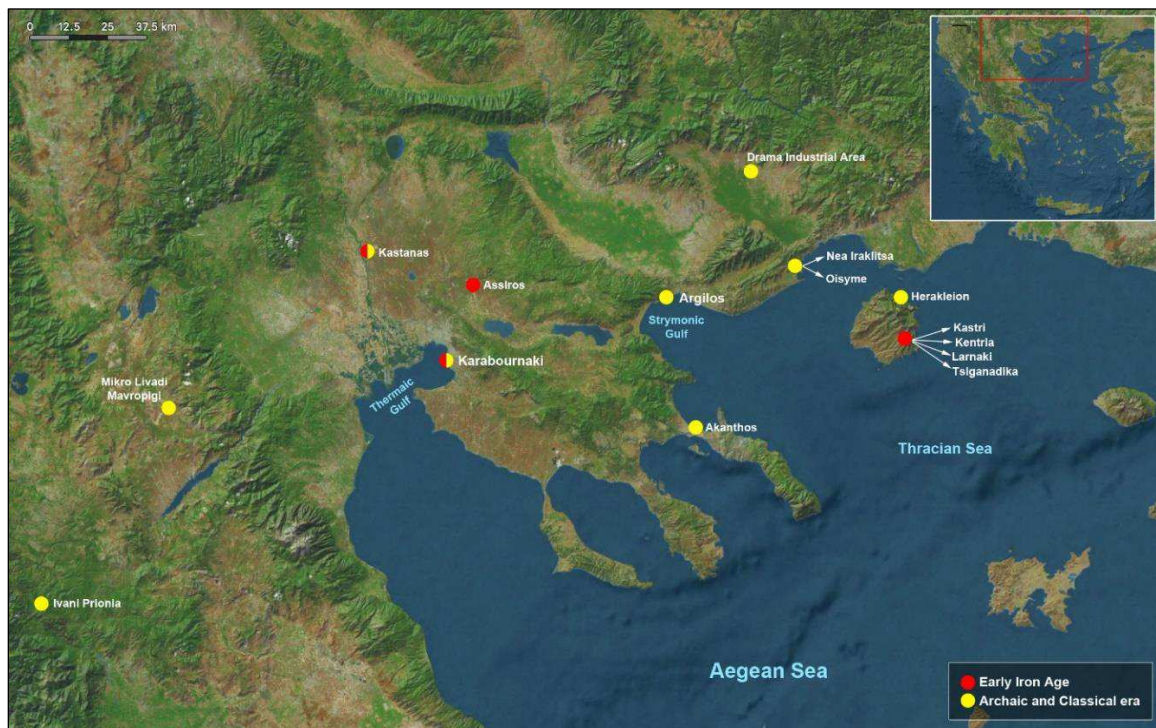 0 12.5 25 37.5 km
Drama Industrial Area
Kastanas
Nea Iraklitsa
Oisyme
Assiros
Argilos
Herakleion
Strymonic
Gulf
Kastri
Kentria
Larnaki
Tsiganadika
Karabournaki
Mikro Livadi
Mavropigi
Thermaic
Gulf
Akanthos
Thracian Sea
Ivani Prionia
Aegean Sea
Early Iron Age
Archaic and Classical era